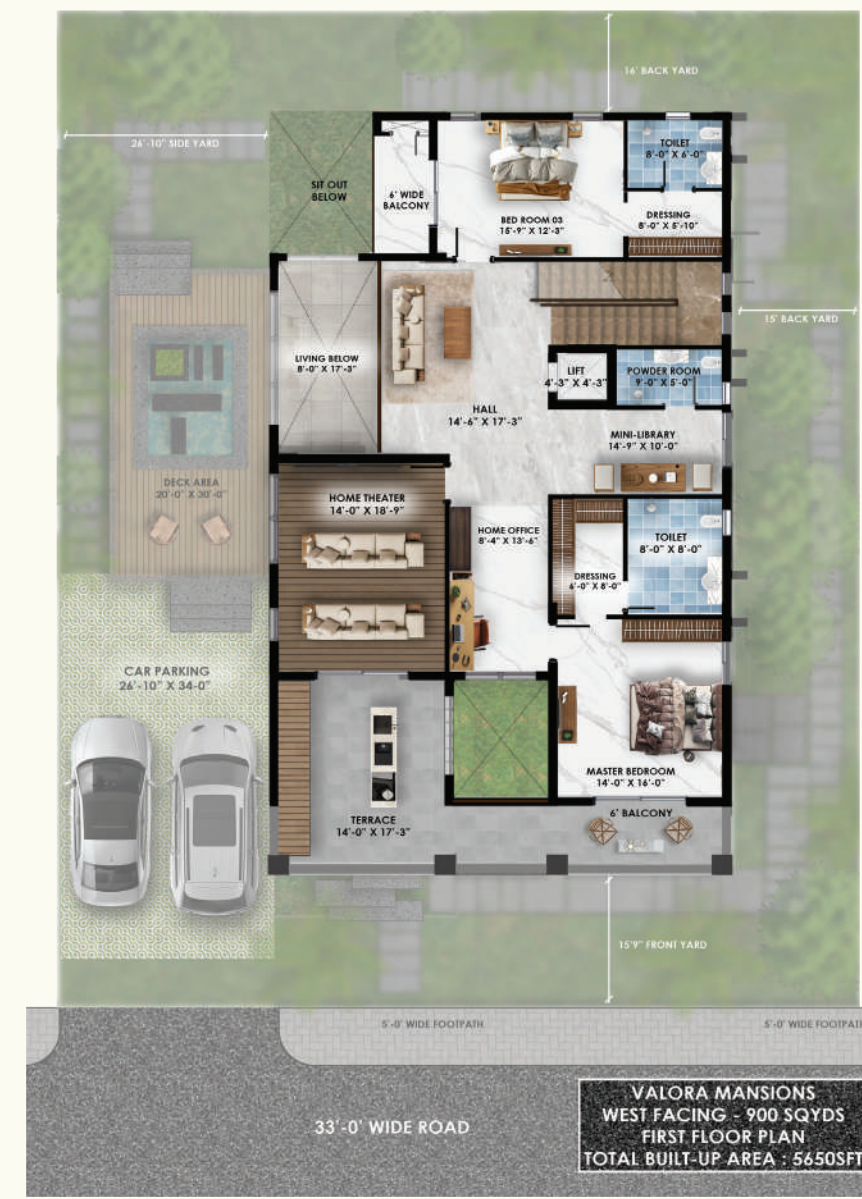 16' BACK YARD
26'-10" SIDE YARD
TOILET
8'-0" X 6'-0"
SIT OUT
BELOW
6' WIDE
BALCONY
BED ROOM 03
15'-9" X 12'-3"
DRESSING
8'-0" X 5'-10"
15' BACK YARD
LIVING BELOW
8'-0" X 17'-3"
LIFT
4'-3" X 4'-3"
POWDER ROOM
9'-0" X 5'-0"
HALL
14'-6" X 17'-3"
MINI-LIBRARY
14'-9" X 10'-0"
DECK AREA
20'-0" X 30'-0"
HOME THEATER
14'-0" X 18'-9"
HOME OFFICE
8'-4" X 13'-6"
TOILET
8'-0" X 8'-0"
DRESSING
6'-0" X 8'-0"
CAR PARKING
26'-10" X 34-0"
MASTER BEDROOM
14'-0" X 16'-0"
TERRACE
14'-0" X 17'-3"
6' BALCONY
15'9" FRONT YARD
5'-0' WIDE FOOTPATH
5'-0' WIDE FOOTPATH
33'-0' WIDE ROAD
VALORA MANSIONS
WEST FACING - 900 SQYDS
FIRST FLOOR PLAN
TOTAL BUILT-UP AREA : 5650SFT